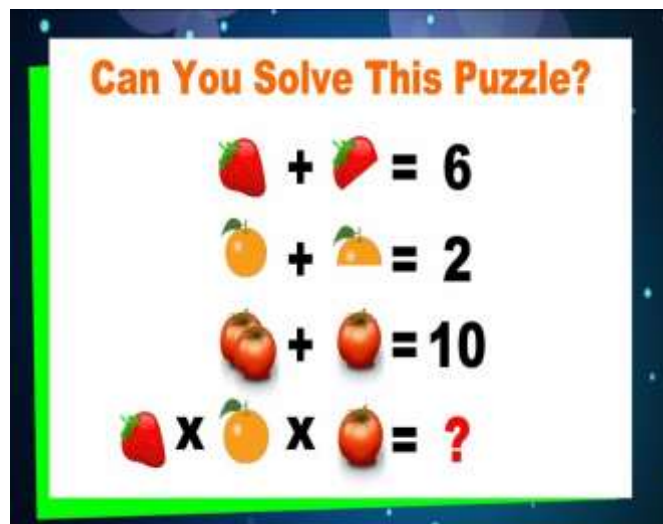 Can You Solve This Puzzle?
+ = 6
+ = 2
+ = 10
x x = ?